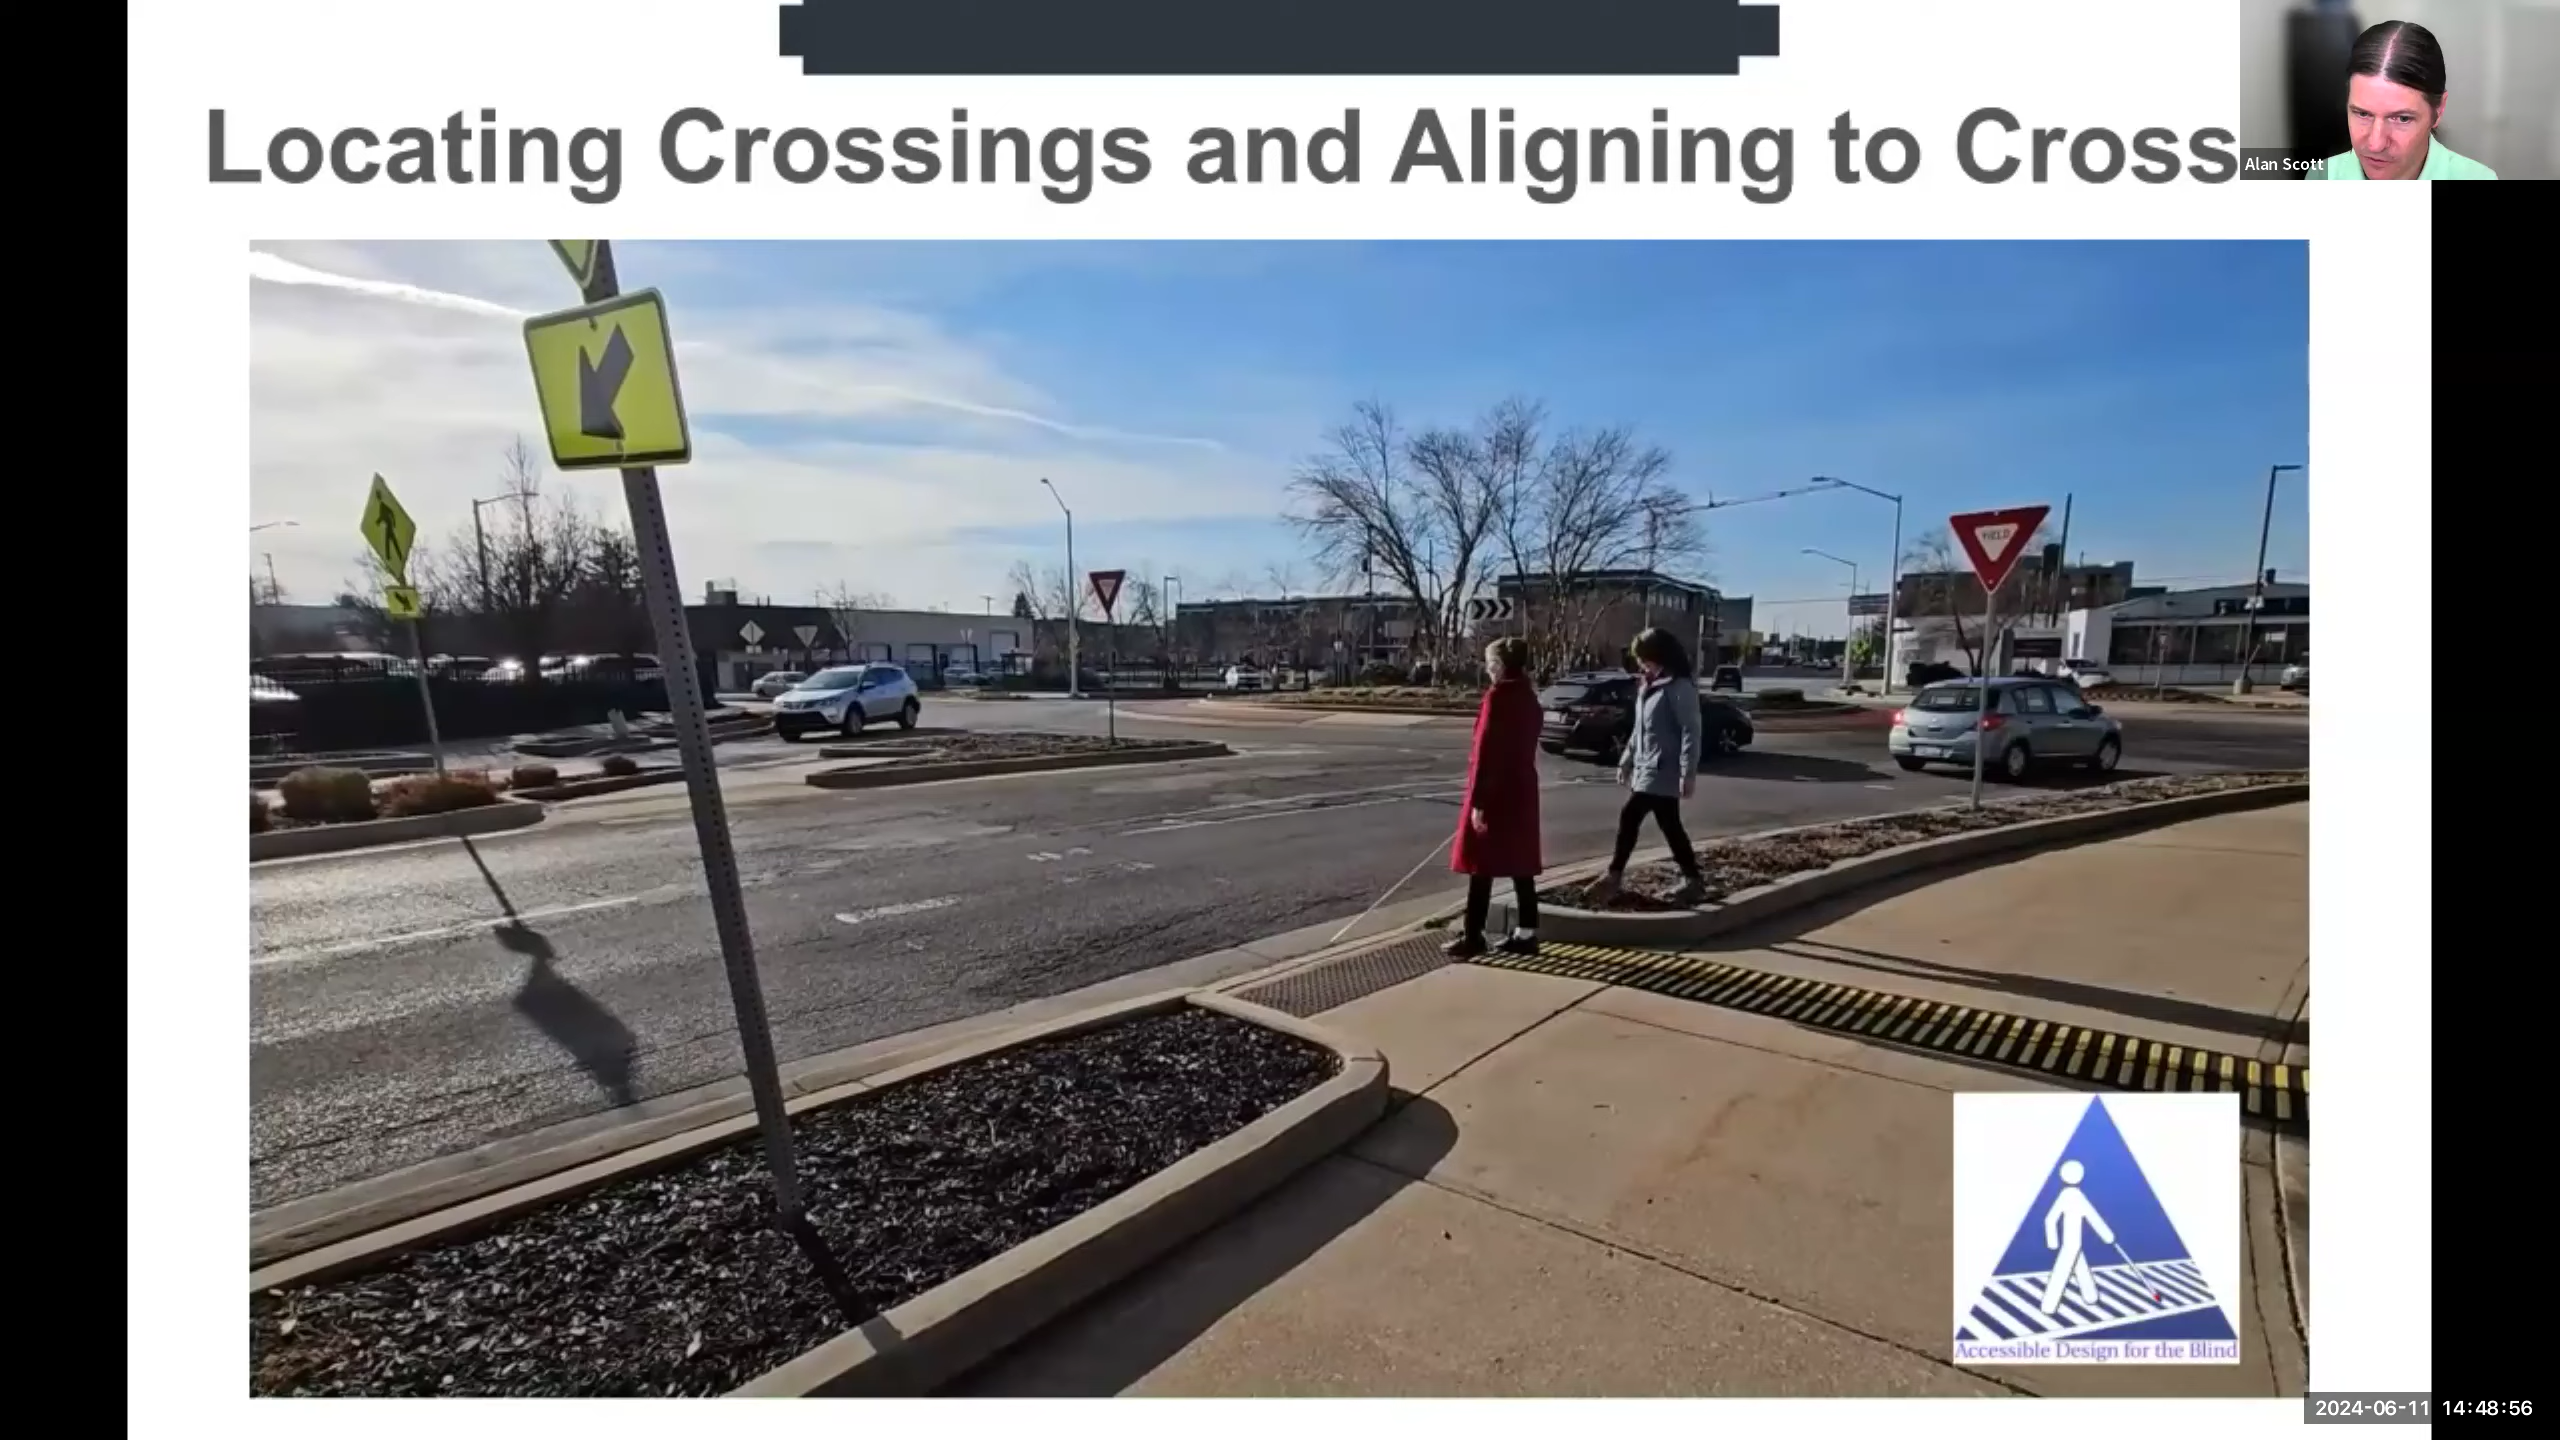 Locating Crossings and Aligning to Cross
Alan Scott
YIELD
Accessible Design for the Blind
2024-06-11 14:48:56